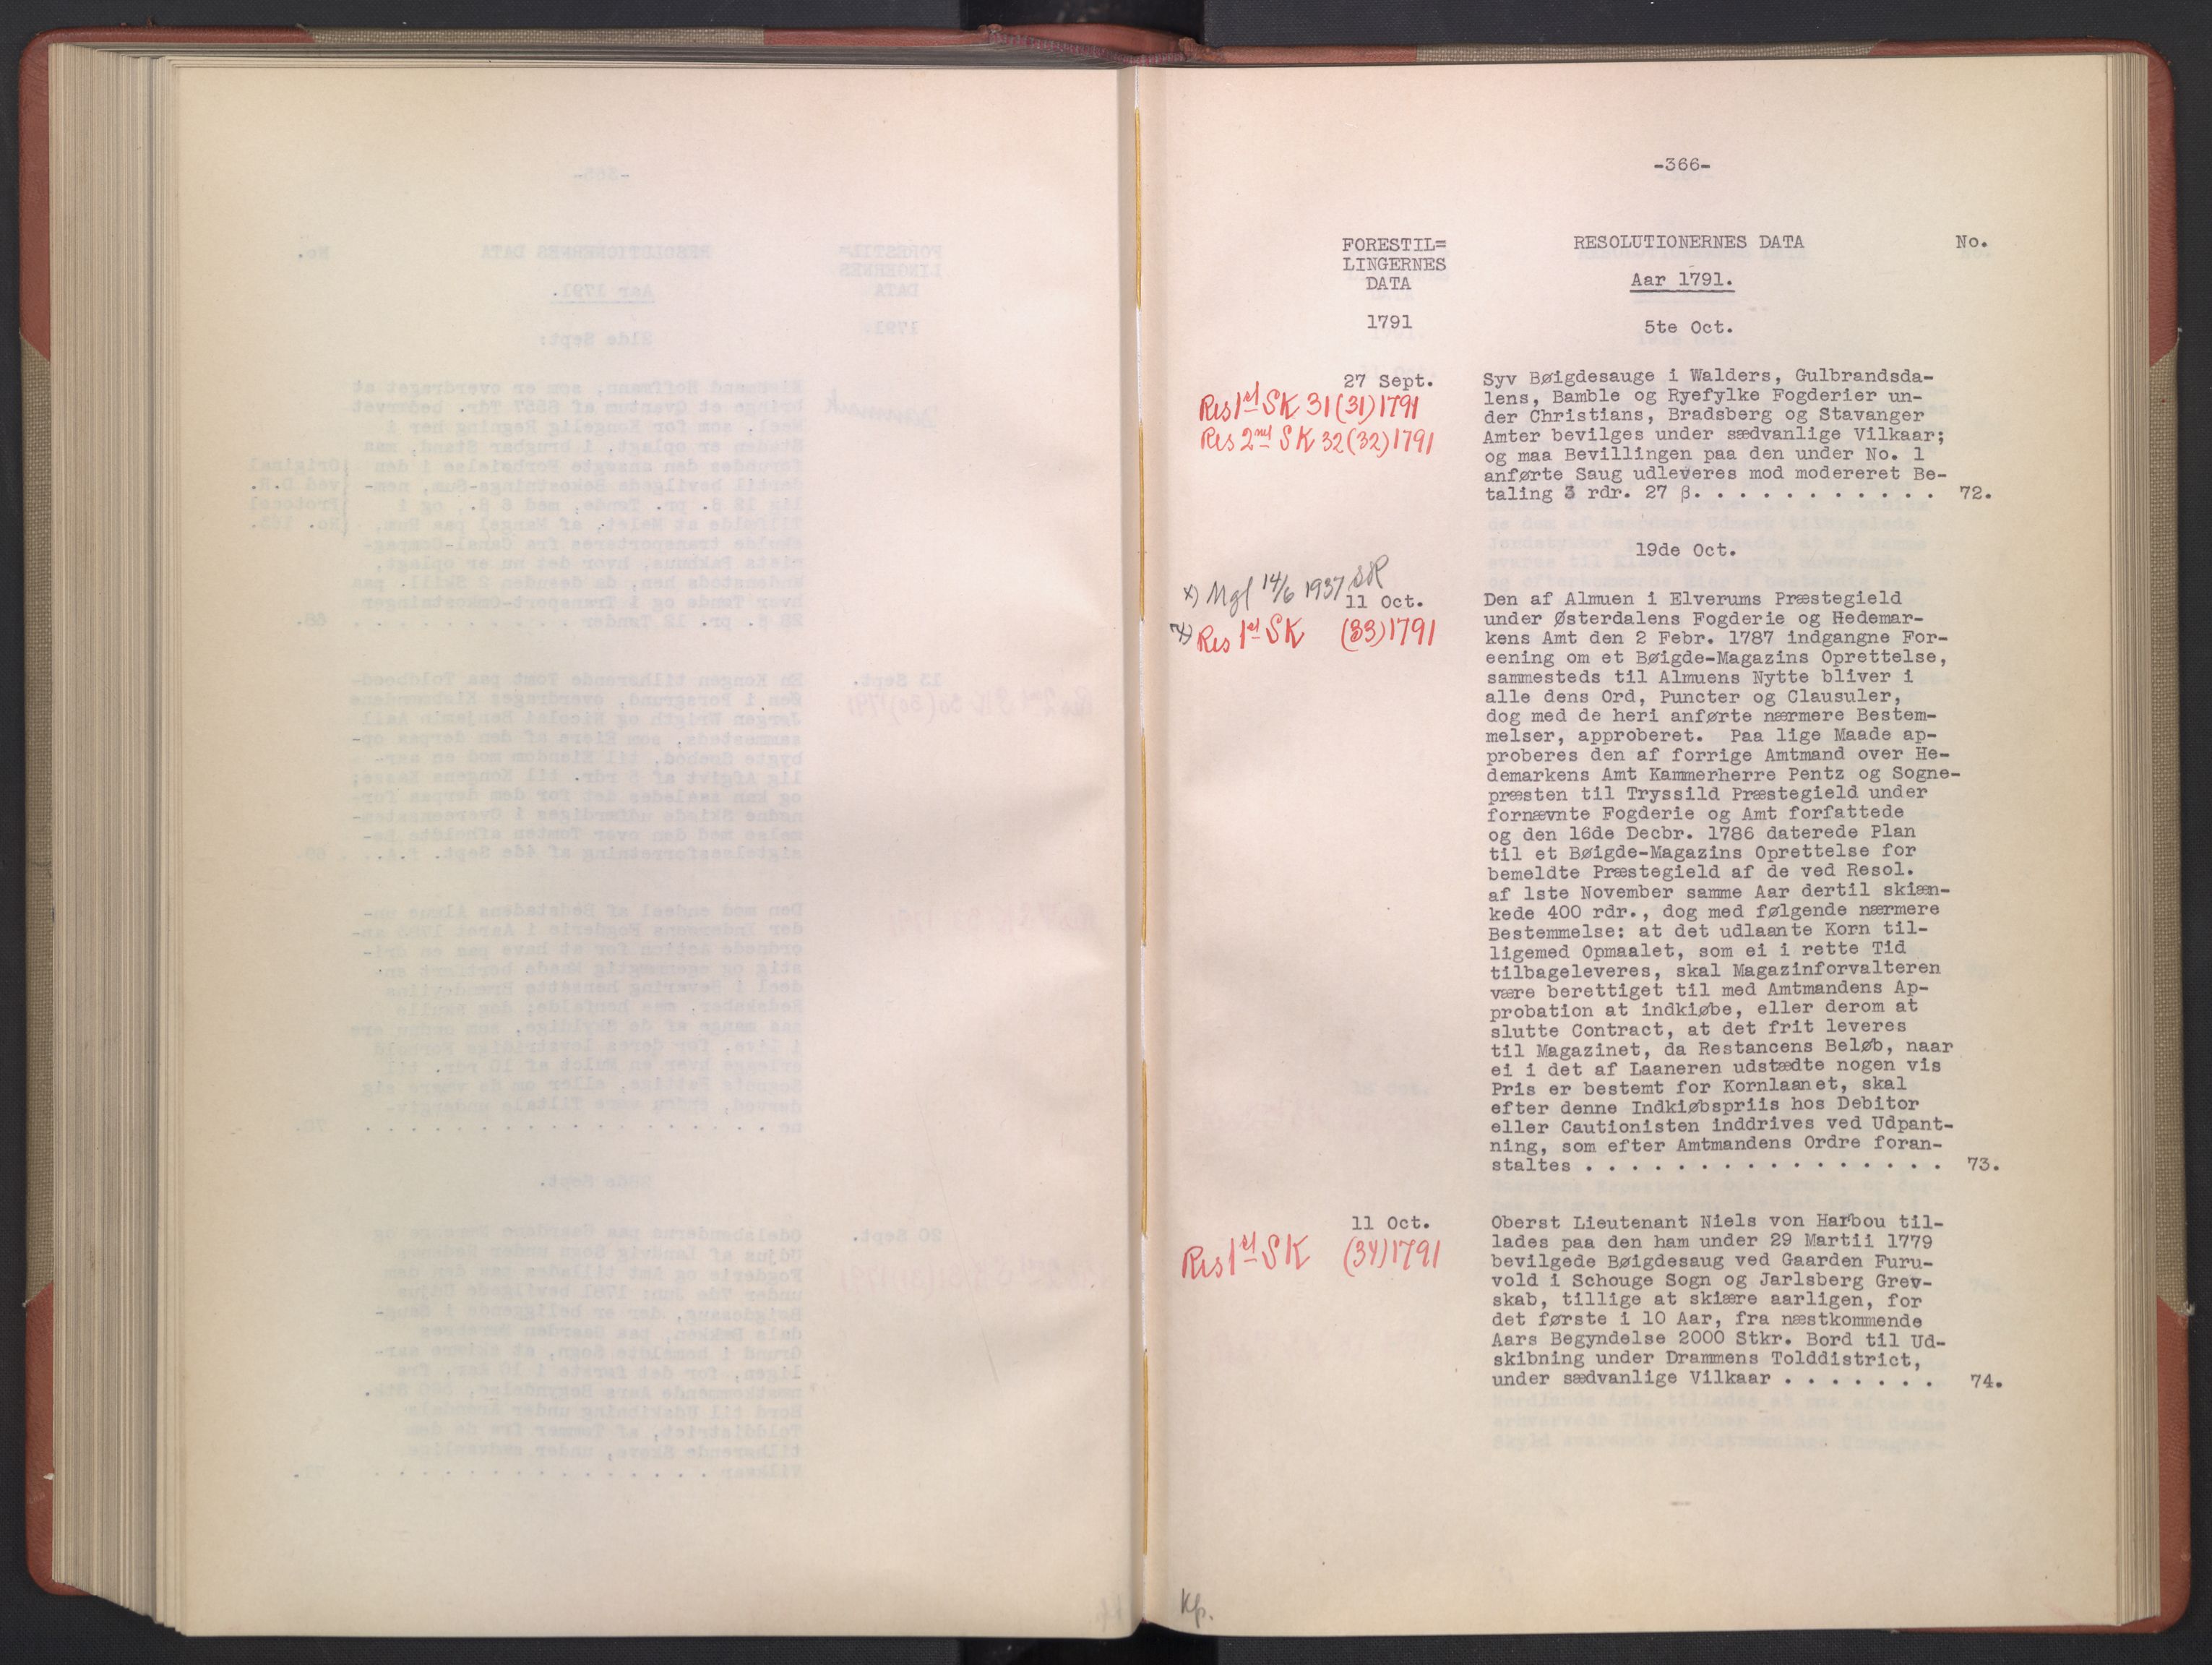 -366-
FORESTIL=
LINGERNES
DATA
RESOLUTIONERNES DATA
No.
Aar 1791.
1791
5te Oct.
27 Sept.
Res 1st SK 31 (31) 1791
Res 2nd SK 32 (32) 1791
Syv Bøigdesauge i Walders, Gulbrandsda-
lens, Bamble og Ryefylke Fogderier un-
der Christians, Bradsberg og Stavanger
Amter bevilges under sædvanlige Vilkaar;
og maa Bevillingen paa den under No. 1
anførte Saug udleveres mod modereret Be-
taling 3 rdr. 27 β. . . . . . . . . . . . 72.
19de Oct.
x) Mgl 14/6 1937 SR
11 Oct.
x) Res 1st SK (33) 1791
Den af Almuen i Elverums Præstegield
under Østerdalens Fogderie og Hedemar-
kens Amt den 2 Febr. 1787 indgangne For-
eening om et Bøigde-Magazins Oprettelse,
sammesteds til Almuens Nytte bliver i
alle dens Ord, Puncter og Clausuler,
dog med de heri anførte nærmere Bestem-
melser, approberet. Paa lige Maade ap-
proberes den af forrige Amtmand over He-
demarkens Amt Kammerherre Pentz og Sogne-
præsten til Tryssild Præstegield under
fornævnte Fogderie og Amt forfattede
og den 16de Decbr. 1786 daterede Plan
til et Bøigde-Magazins Oprettelse for
bemeldte Præstegield af de ved Resol.
af 1ste November samme Aar dertil skiæn-
kede 400 rdr., dog med følgende nærmere
Bestemmelse: at det udlaante Korn til-
ligemed Opmaalet, som ei i rette Tid
tilbageleveres, skal Magazinforvalteren
være berettiget til med Amtmandens Ap-
probation at indkiøbe, eller derom at
slutte Contract, at det frit leveres
til Magazinet, da Restancens Beløb, naar
ei i det af Laaneren udstædte nogen vis
Pris er bestemt for Kornlaanet, skal
efter denne Indkiøbspriis hos Debitor
eller Cautionisten inddrives ved Udpant-
ning, som efter Amtmandens Ordre foran-
staltes . . . . . . . . . . . . . . . . 73.
11 Oct.
Res 1st SK (34) 1791
Oberst Lieutenant Niels von Harbou til-
lades paa den ham under 29 Martii 1779
bevilgede Bøigdesaug ved Gaarden Furu-
vold i Schouge Sogn og Jarlsberg Grev-
skab, tillige at skiære aarligen, for
det første i 10 Aar, fra næstkommende
Aars Begyndelse 2000 Stkr. Bord til Ud-
skibning under Drammens Tolddistrict,
under sædvanlige Vilkaar . . . . . . . 74.
Kp.